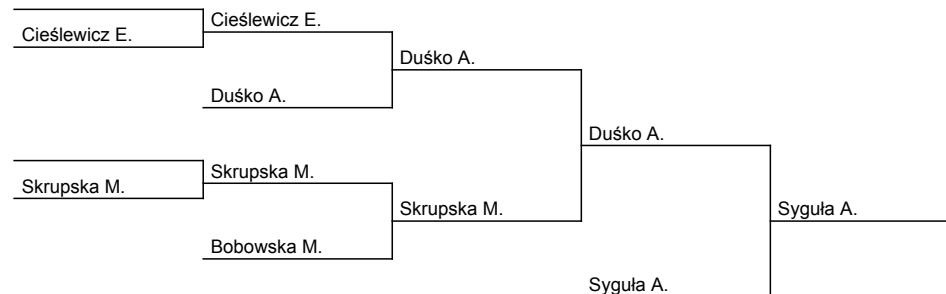 Cieślewicz E.
Cieślewicz E.
Duśko A.
Duśko A.
Duśko A.
Skrupska M.
Skrupska M.
Skrupska M.
Syguła A.
Bobowska M.
Syguła A.